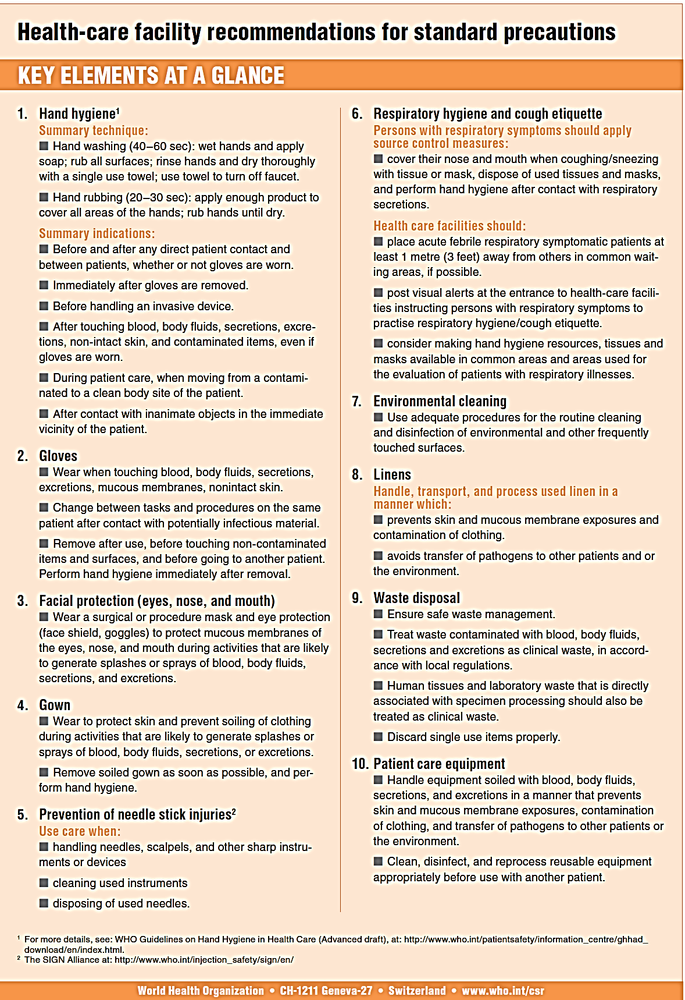 Health-care facility recommendations for standard precautions
KEY ELEMENTS AT A GLANCE
1. Hand hygiene¹
Summary technique:
■ Hand washing (40–60 sec): wet hands and apply
soap; rub all surfaces; rinse hands and dry thoroughly
with a single use towel; use towel to turn off faucet.
■ Hand rubbing (20–30 sec): apply enough product to
cover all areas of the hands; rub hands until dry.
Summary indications:
■ Before and after any direct patient contact and
between patients, whether or not gloves are worn.
■ Immediately after gloves are removed.
■ Before handling an invasive device.
■ After touching blood, body fluids, secretions, excre-
tions, non-intact skin, and contaminated items, even if
gloves are worn.
■ During patient care, when moving from a contami-
nated to a clean body site of the patient.
■ After contact with inanimate objects in the immediate
vicinity of the patient.
2. Gloves
■ Wear when touching blood, body fluids, secretions,
excretions, mucous membranes, nonintact skin.
■ Change between tasks and procedures on the same
patient after contact with potentially infectious material.
■ Remove after use, before touching non-contaminated
items and surfaces, and before going to another patient.
Perform hand hygiene immediately after removal.
3. Facial protection (eyes, nose, and mouth)
■ Wear a surgical or procedure mask and eye protection
(face shield, goggles) to protect mucous membranes of
the eyes, nose, and mouth during activities that are likely
to generate splashes or sprays of blood, body fluids,
secretions, and excretions.
4. Gown
■ Wear to protect skin and prevent soiling of clothing
during activities that are likely to generate splashes or
sprays of blood, body fluids, secretions, or excretions.
■ Remove soiled gown as soon as possible, and per-
form hand hygiene.
5. Prevention of needle stick injuries²
Use care when:
■ handling needles, scalpels, and other sharp instru-
ments or devices
■ cleaning used instruments
■ disposing of used needles.
6. Respiratory hygiene and cough etiquette
Persons with respiratory symptoms should apply
source control measures:
■ cover their nose and mouth when coughing/sneezing
with tissue or mask, dispose of used tissues and masks,
and perform hand hygiene after contact with respiratory
secretions.
Health care facilities should:
■ place acute febrile respiratory symptomatic patients at
least 1 metre (3 feet) away from others in common wait-
ing areas, if possible.
■ post visual alerts at the entrance to health-care facili-
ties instructing persons with respiratory symptoms to
practise respiratory hygiene/cough etiquette.
■ consider making hand hygiene resources, tissues and
masks available in common areas and areas used for
the evaluation of patients with respiratory illnesses.
7. Environmental cleaning
■ Use adequate procedures for the routine cleaning
and disinfection of environmental and other frequently
touched surfaces.
8. Linens
Handle, transport, and process used linen in a
manner which:
■ prevents skin and mucous membrane exposures and
contamination of clothing.
■ avoids transfer of pathogens to other patients and or
the environment.
9. Waste disposal
■ Ensure safe waste management.
■ Treat waste contaminated with blood, body fluids,
secretions and excretions as clinical waste, in accord-
ance with local regulations.
■ Human tissues and laboratory waste that is directly
associated with specimen processing should also be
treated as clinical waste.
■ Discard single use items properly.
10. Patient care equipment
■ Handle equipment soiled with blood, body fluids,
secretions, and excretions in a manner that prevents
skin and mucous membrane exposures, contamination
of clothing, and transfer of pathogens to other patients or
the environment.
■ Clean, disinfect, and reprocess reusable equipment
appropriately before use with another patient.
¹ For more details, see: WHO Guidelines on Hand Hygiene in Health Care (Advanced draft), at: http://www.who.int/patientsafety/information_centre/ghhad_
download/en/index.html.
² The SIGN Alliance at: http://www.who.int/injection_safety/sign/en/
World Health Organization • CH-1211 Geneva-27 • Switzerland • www.who.int/csr